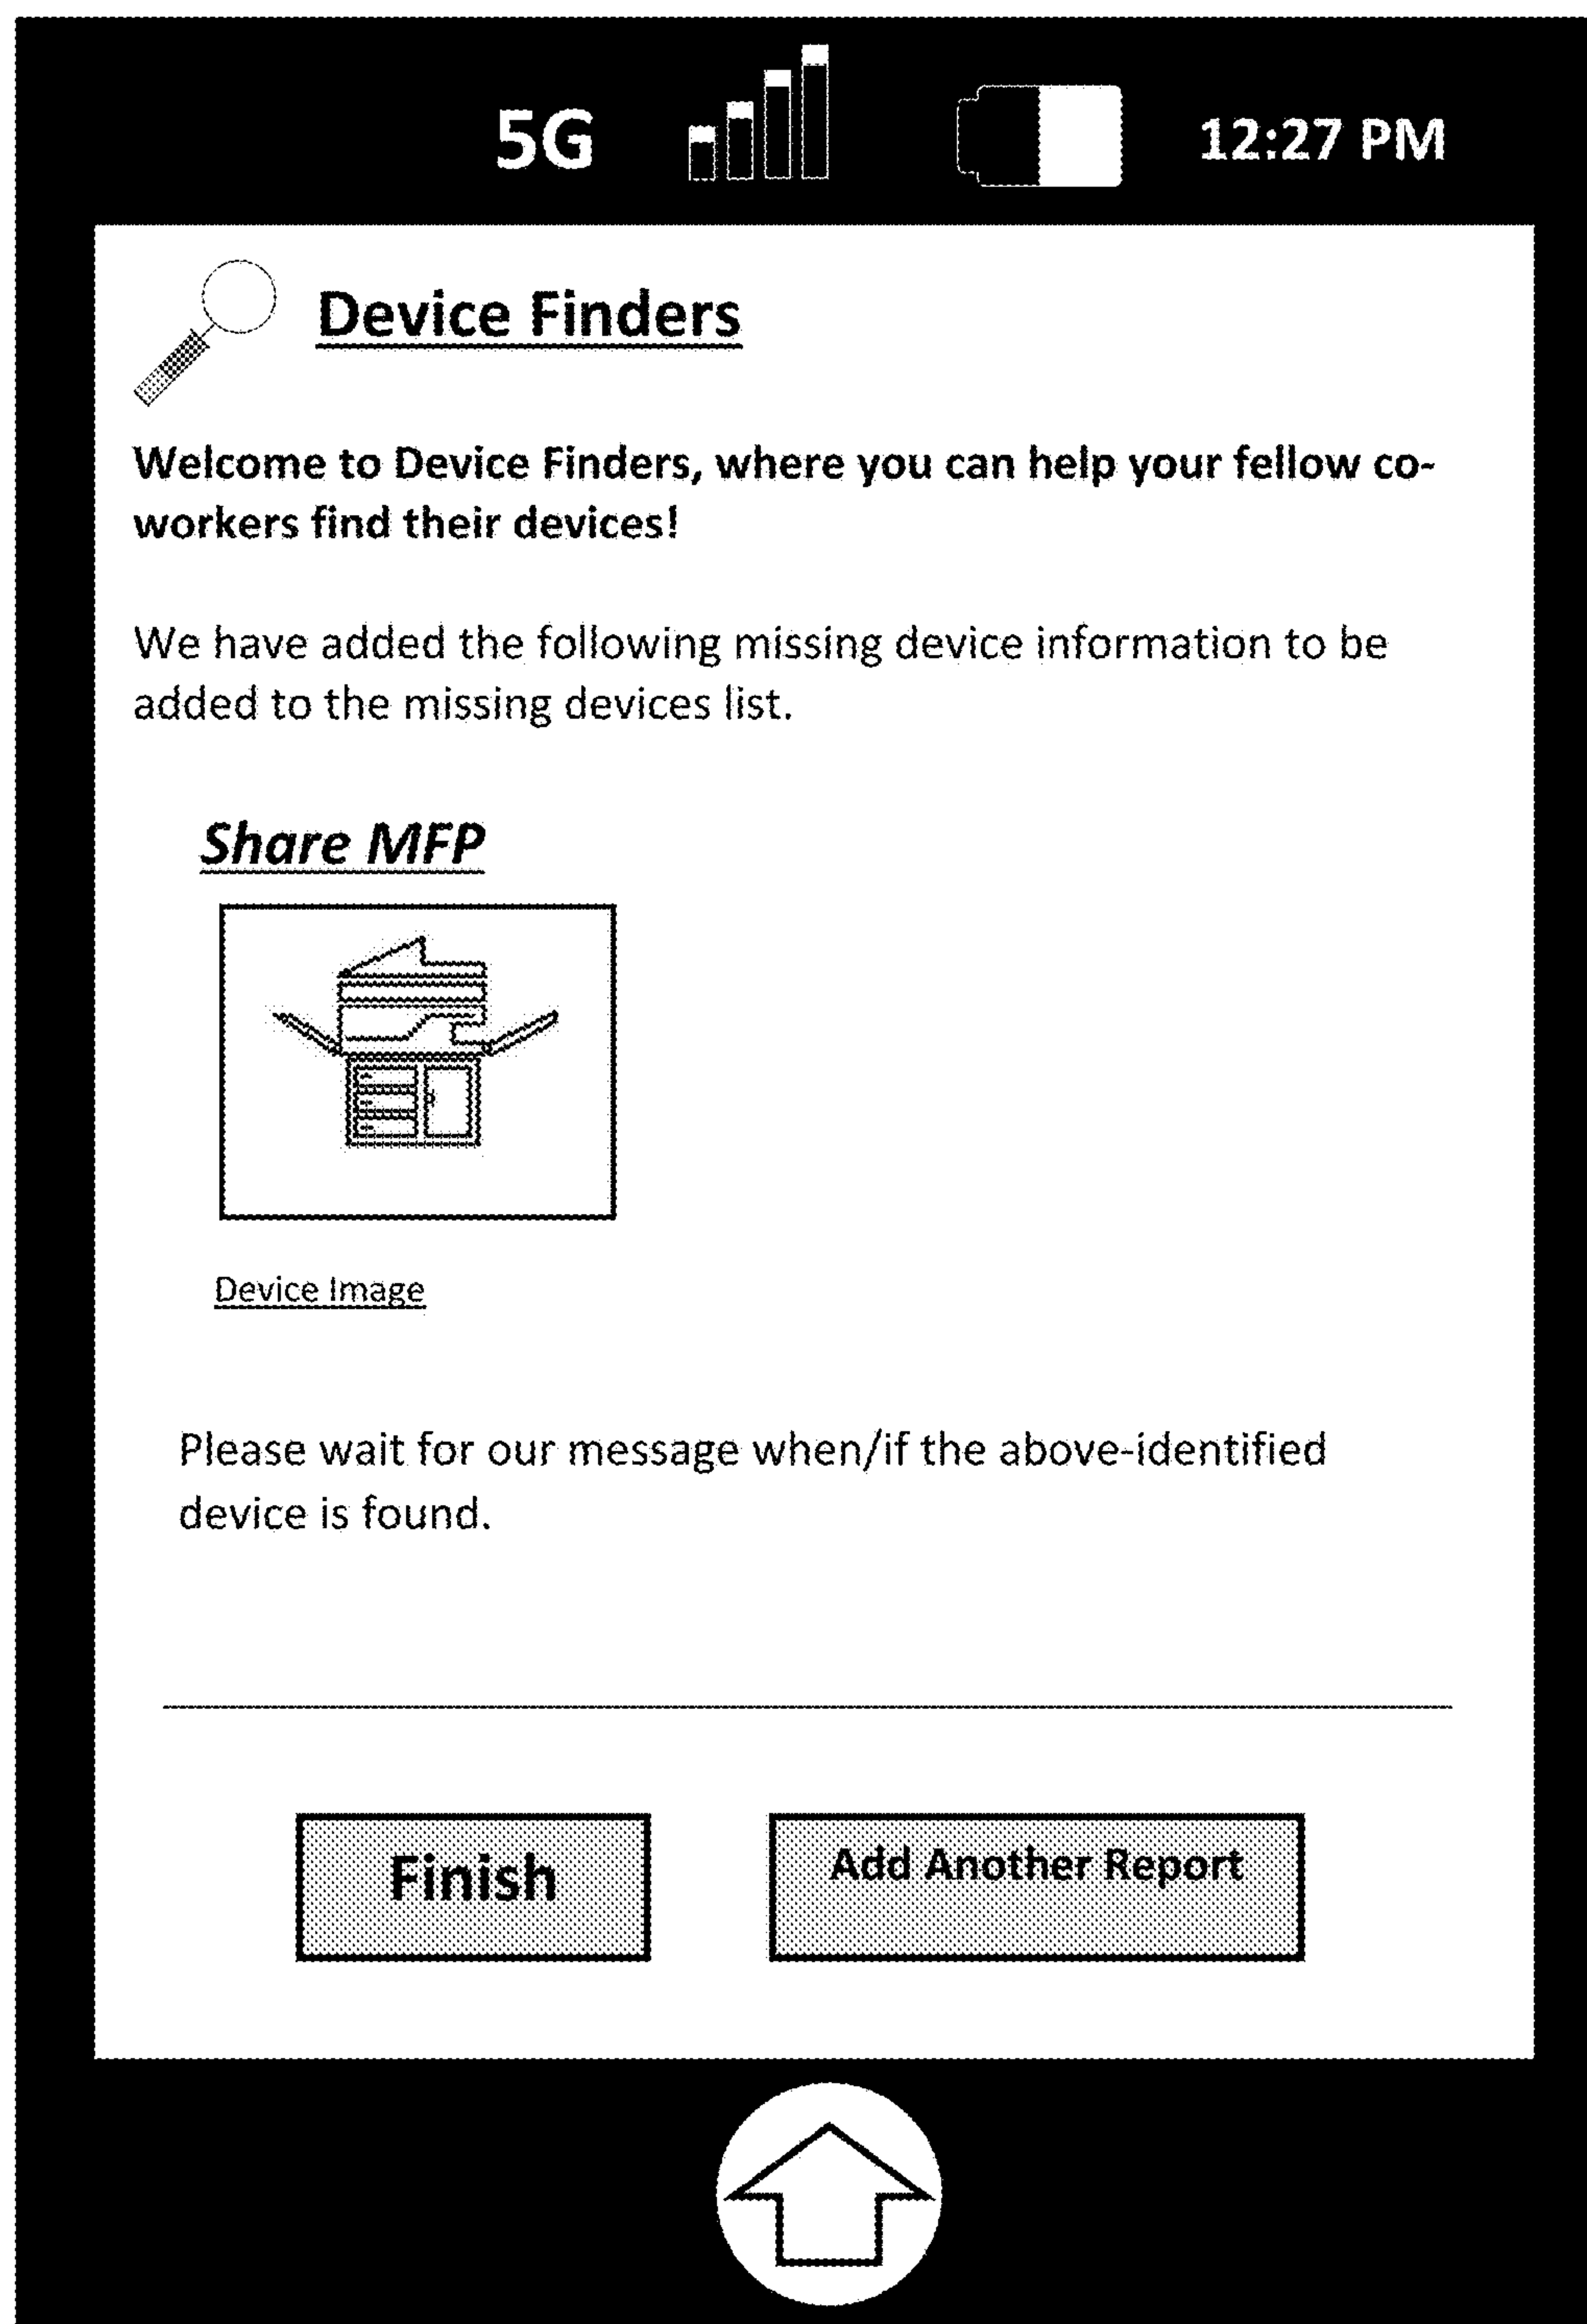 5G 12:27 PM
Device Finders
Welcome to Device Finders, where you can help your fellow co-
workers find their devices!
We have added the following missing device information to be
added to the missing devices list.
Share MFP
Device Image
Please wait for our message when/if the above-identified
device is found.
Finish
Add Another Report